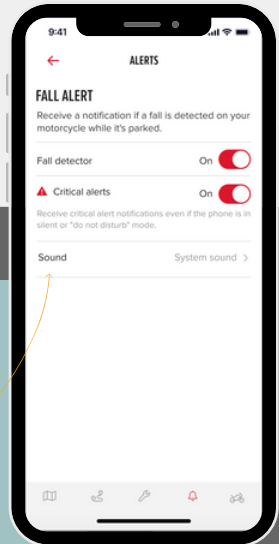 9:41
ALERTS
FALL ALERT
Receive a notification if a fall is detected on your
motorcycle while it's parked.
Fall detector On
Critical alerts On
Receive critical alert notifications even if the phone is in
silent or "do not disturb" mode.
Sound System sound >